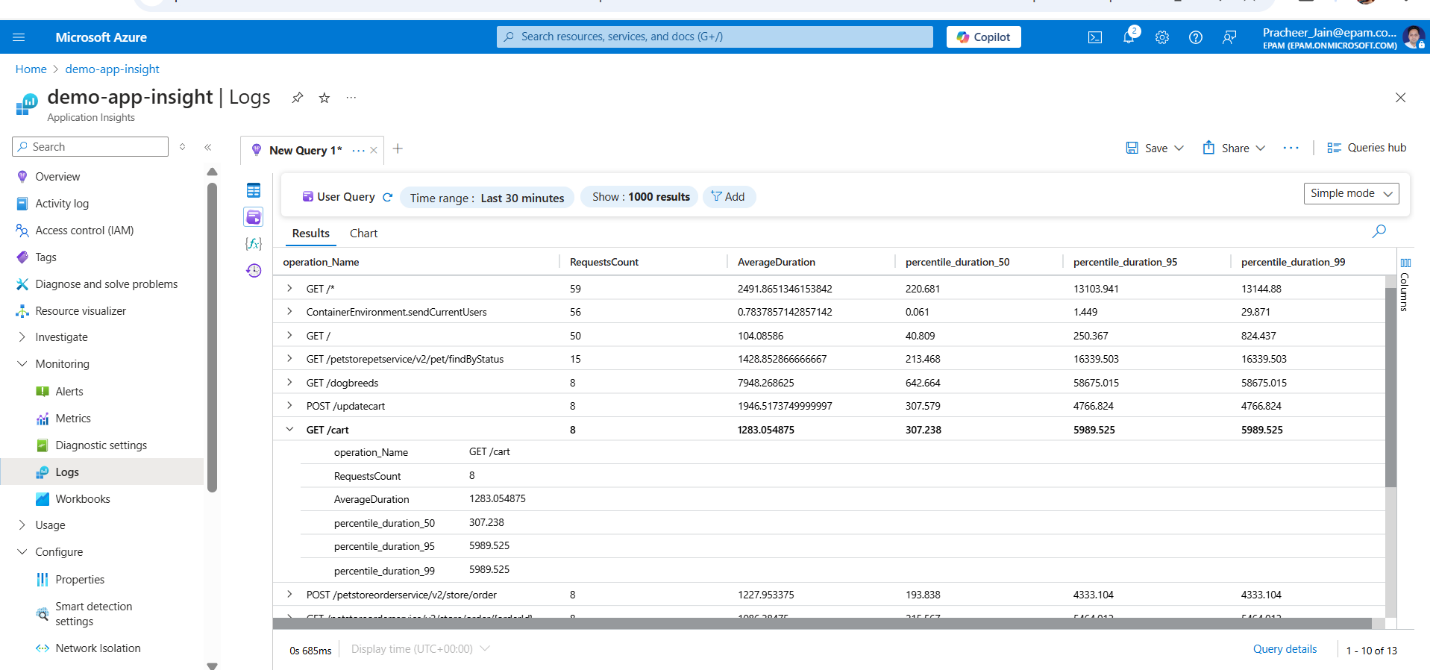 Microsoft Azure
Search resources, services, and docs (G+/)
Copilot
2
Pracheer_Jain@epam.co...
EPAM (EPAM.ONMICROSOFT.COM)
Home > demo-app-insight
demo-app-insight | Logs
Application Insights
Search
Overview
Activity log
Access control (IAM)
Tags
Diagnose and solve problems
Resource visualizer
Investigate
Monitoring
Alerts
Metrics
Diagnostic settings
Logs
Workbooks
Usage
Configure
Properties
Smart detection
settings
Network Isolation
New Query 1*
Save
Share
Queries hub
User Query
Time range : Last 30 minutes
Show : 1000 results
Add
Simple mode
Results Chart
operation_Name RequestsCount AverageDuration percentile_duration_50 percentile_duration_95 percentile_duration_99
GET /* 59 2491.8651346153842 220.681 13103.941 13144.88
ContainerEnvironment.sendCurrentUsers 56 0.7837857142857142 0.061 1.449 29.871
GET / 50 104.08586 40.809 250.367 824.437
GET /petstorepetservice/v2/pet/findByStatus 15 1428.852866666667 213.468 16339.503 16339.503
GET /dogbreeds 8 7948.268625 642.664 58675.015 58675.015
POST /updatecart 8 1946.5173749999997 307.579 4766.824 4766.824
GET /cart 8 1283.054875 307.238 5989.525 5989.525
operation_Name GET /cart
RequestsCount 8
AverageDuration 1283.054875
percentile_duration_50 307.238
percentile_duration_95 5989.525
percentile_duration_99 5989.525
POST /petstoreorderservice/v2/store/order 8 1227.953375 193.838 4333.104 4333.104
Columns
0s 685ms
Display time (UTC+00:00)
Query details
1 - 10 of 13